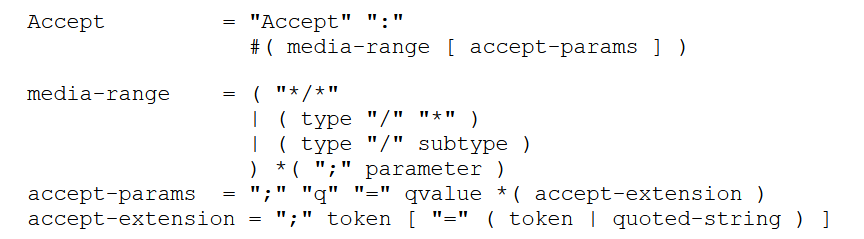 Accept         = "Accept" ":"
                 #( media-range [ accept-params ] )

media-range    = ( "*/*"
                 | ( type "/" "*" )
                 | ( type "/" subtype )
                 ) *( ";" parameter )
accept-params  = ";" "q" "=" qvalue *( accept-extension )
accept-extension = ";" token [ "=" ( token | quoted-string ) ]